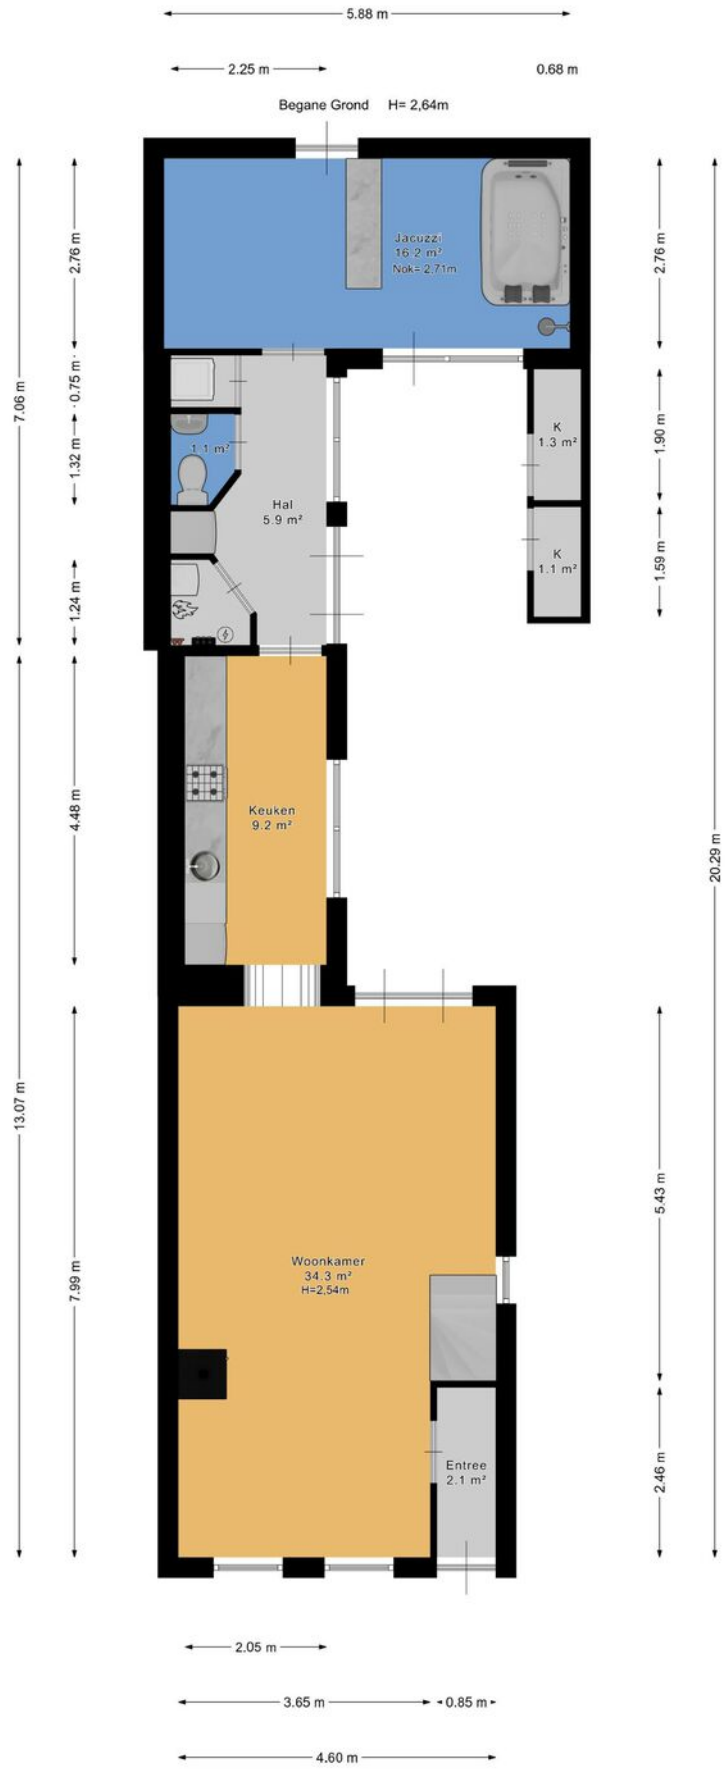 5.88 m
2.25 m
0.68 m
Begane Grond H= 2,64m
2.76 m
2.76 m
Jacuzzi
16.2 m²
Nok= 2,71m
7.06 m
0.75 m
1.32 m
1.24 m
1.1 m²
Hal
5.9 m²
K
1.3 m²
1.90 m
K
1.1 m²
1.59 m
4.48 m
Keuken
9.2 m²
20.29 m
13.07 m
7.99 m
Woonkamer
34.3 m²
H=2,54m
5.43 m
Entree
2.1 m²
2.46 m
2.05 m
3.65 m
0.85 m
4.60 m